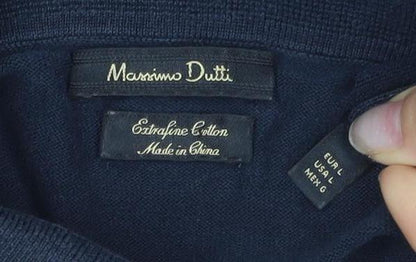 Massimo Dutti
Extrafine Cotton
Made in China
EUR L
USA L
MEX G